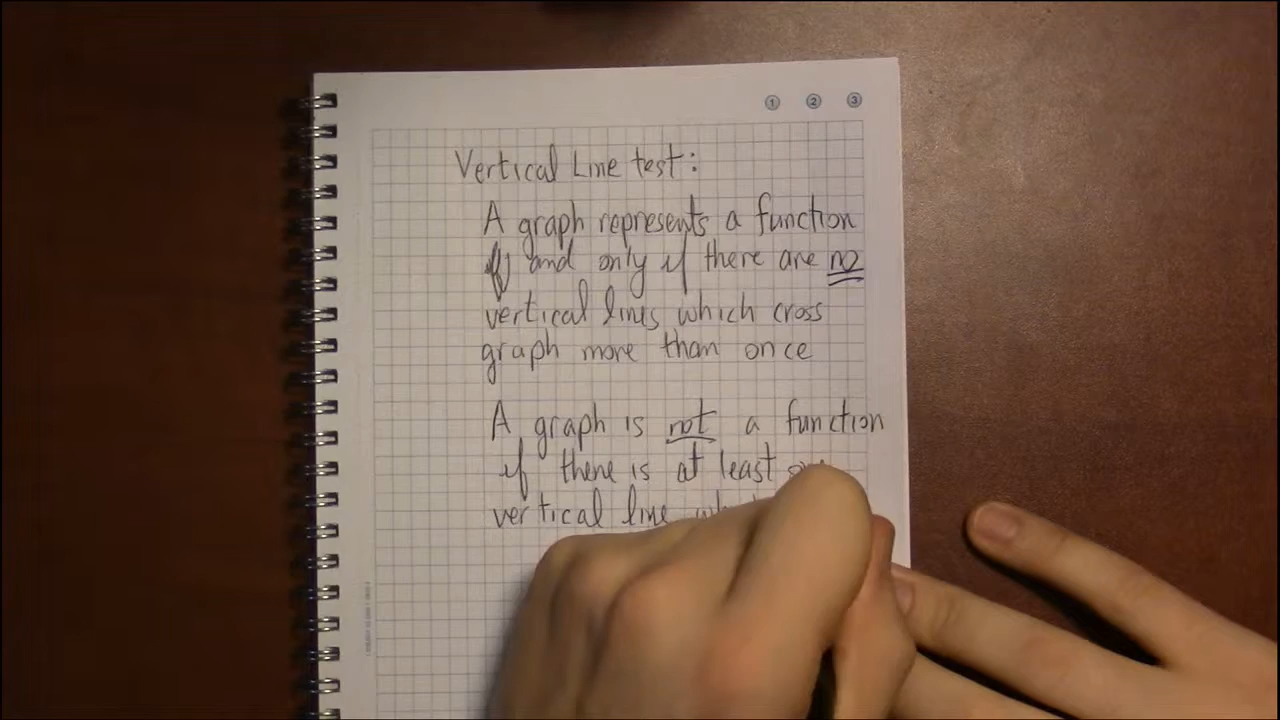 1 2 3
Vertical Line test:
A graph represents a function
if and only if there are no
vertical lines which cross
graph more than once
A graph is not a function
if there is at least
vertical line